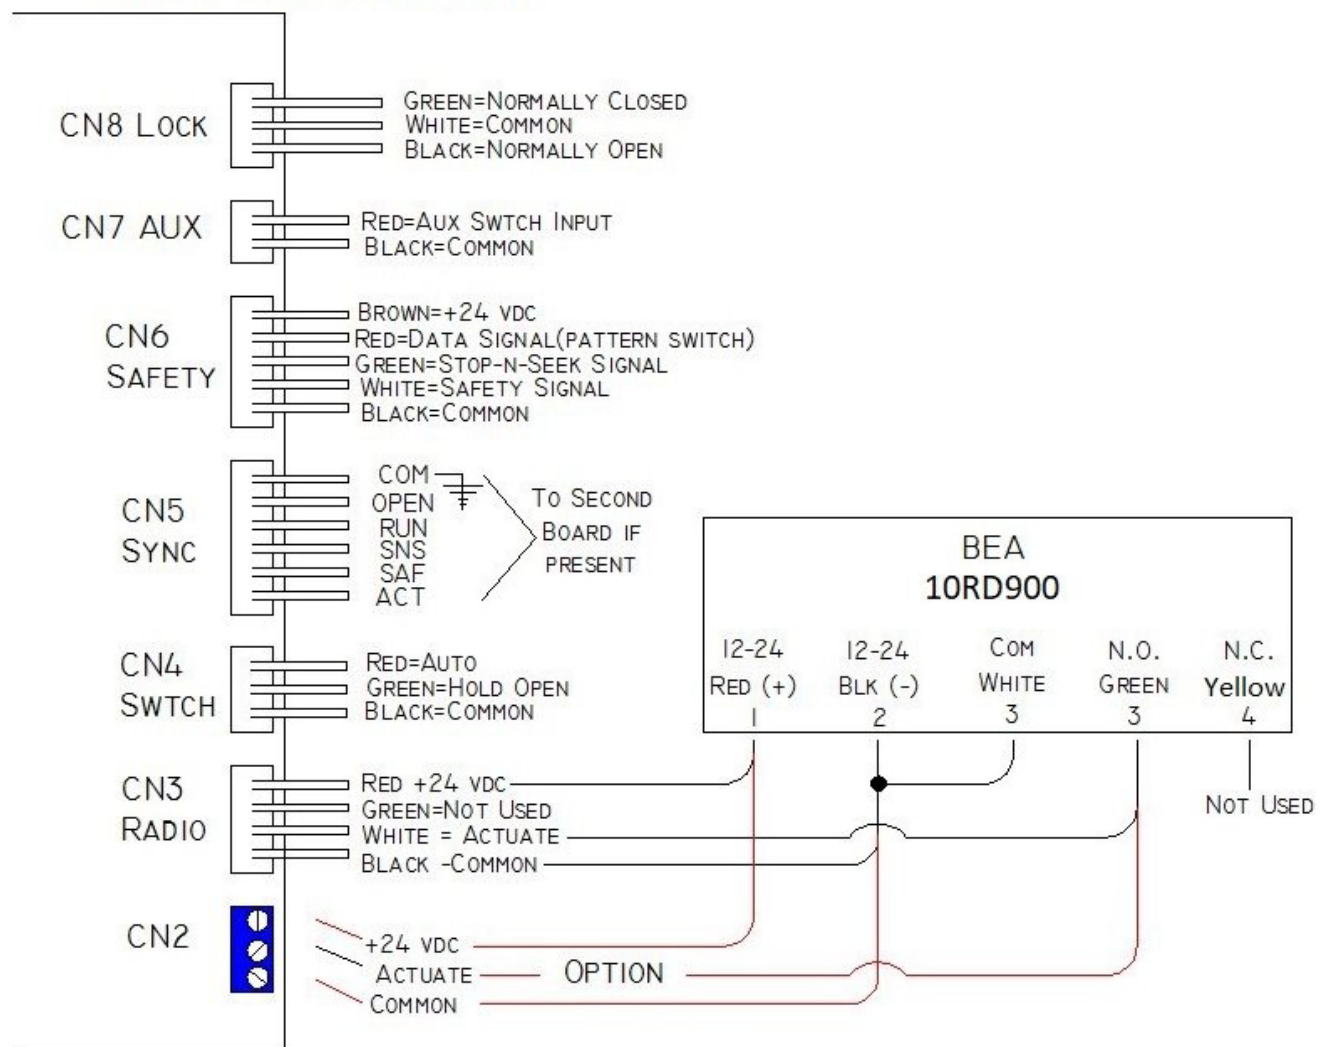 CN8 LOCK
GREEN=NORMALLY CLOSED
WHITE=COMMON
BLACK=NORMALLY OPEN
CN7 AUX
RED=AUX SWTCH INPUT
BLACK=COMMON
CN6
SAFETY
BROWN=+24 VDC
RED=DATA SIGNAL(PATTERN SWITCH)
GREEN=STOP-N-SEEK SIGNAL
WHITE=SAFETY SIGNAL
BLACK=COMMON
CN5
SYNC
COM
OPEN
RUN
SNS
SAF
ACT
TO SECOND
BOARD IF
PRESENT
BEA
10RD900
12-24
RED (+)
1
12-24
BLK (-)
2
COM
WHITE
3
N.O.
GREEN
3
N.C.
Yellow
4
NOT USED
CN4
SWTCH
RED=AUTO
GREEN=HOLD OPEN
BLACK=COMMON
CN3
RADIO
RED +24 VDC
GREEN=NOT USED
WHITE = ACTUATE
BLACK -COMMON
CN2
+24 VDC
ACTUATE
OPTION
COMMON